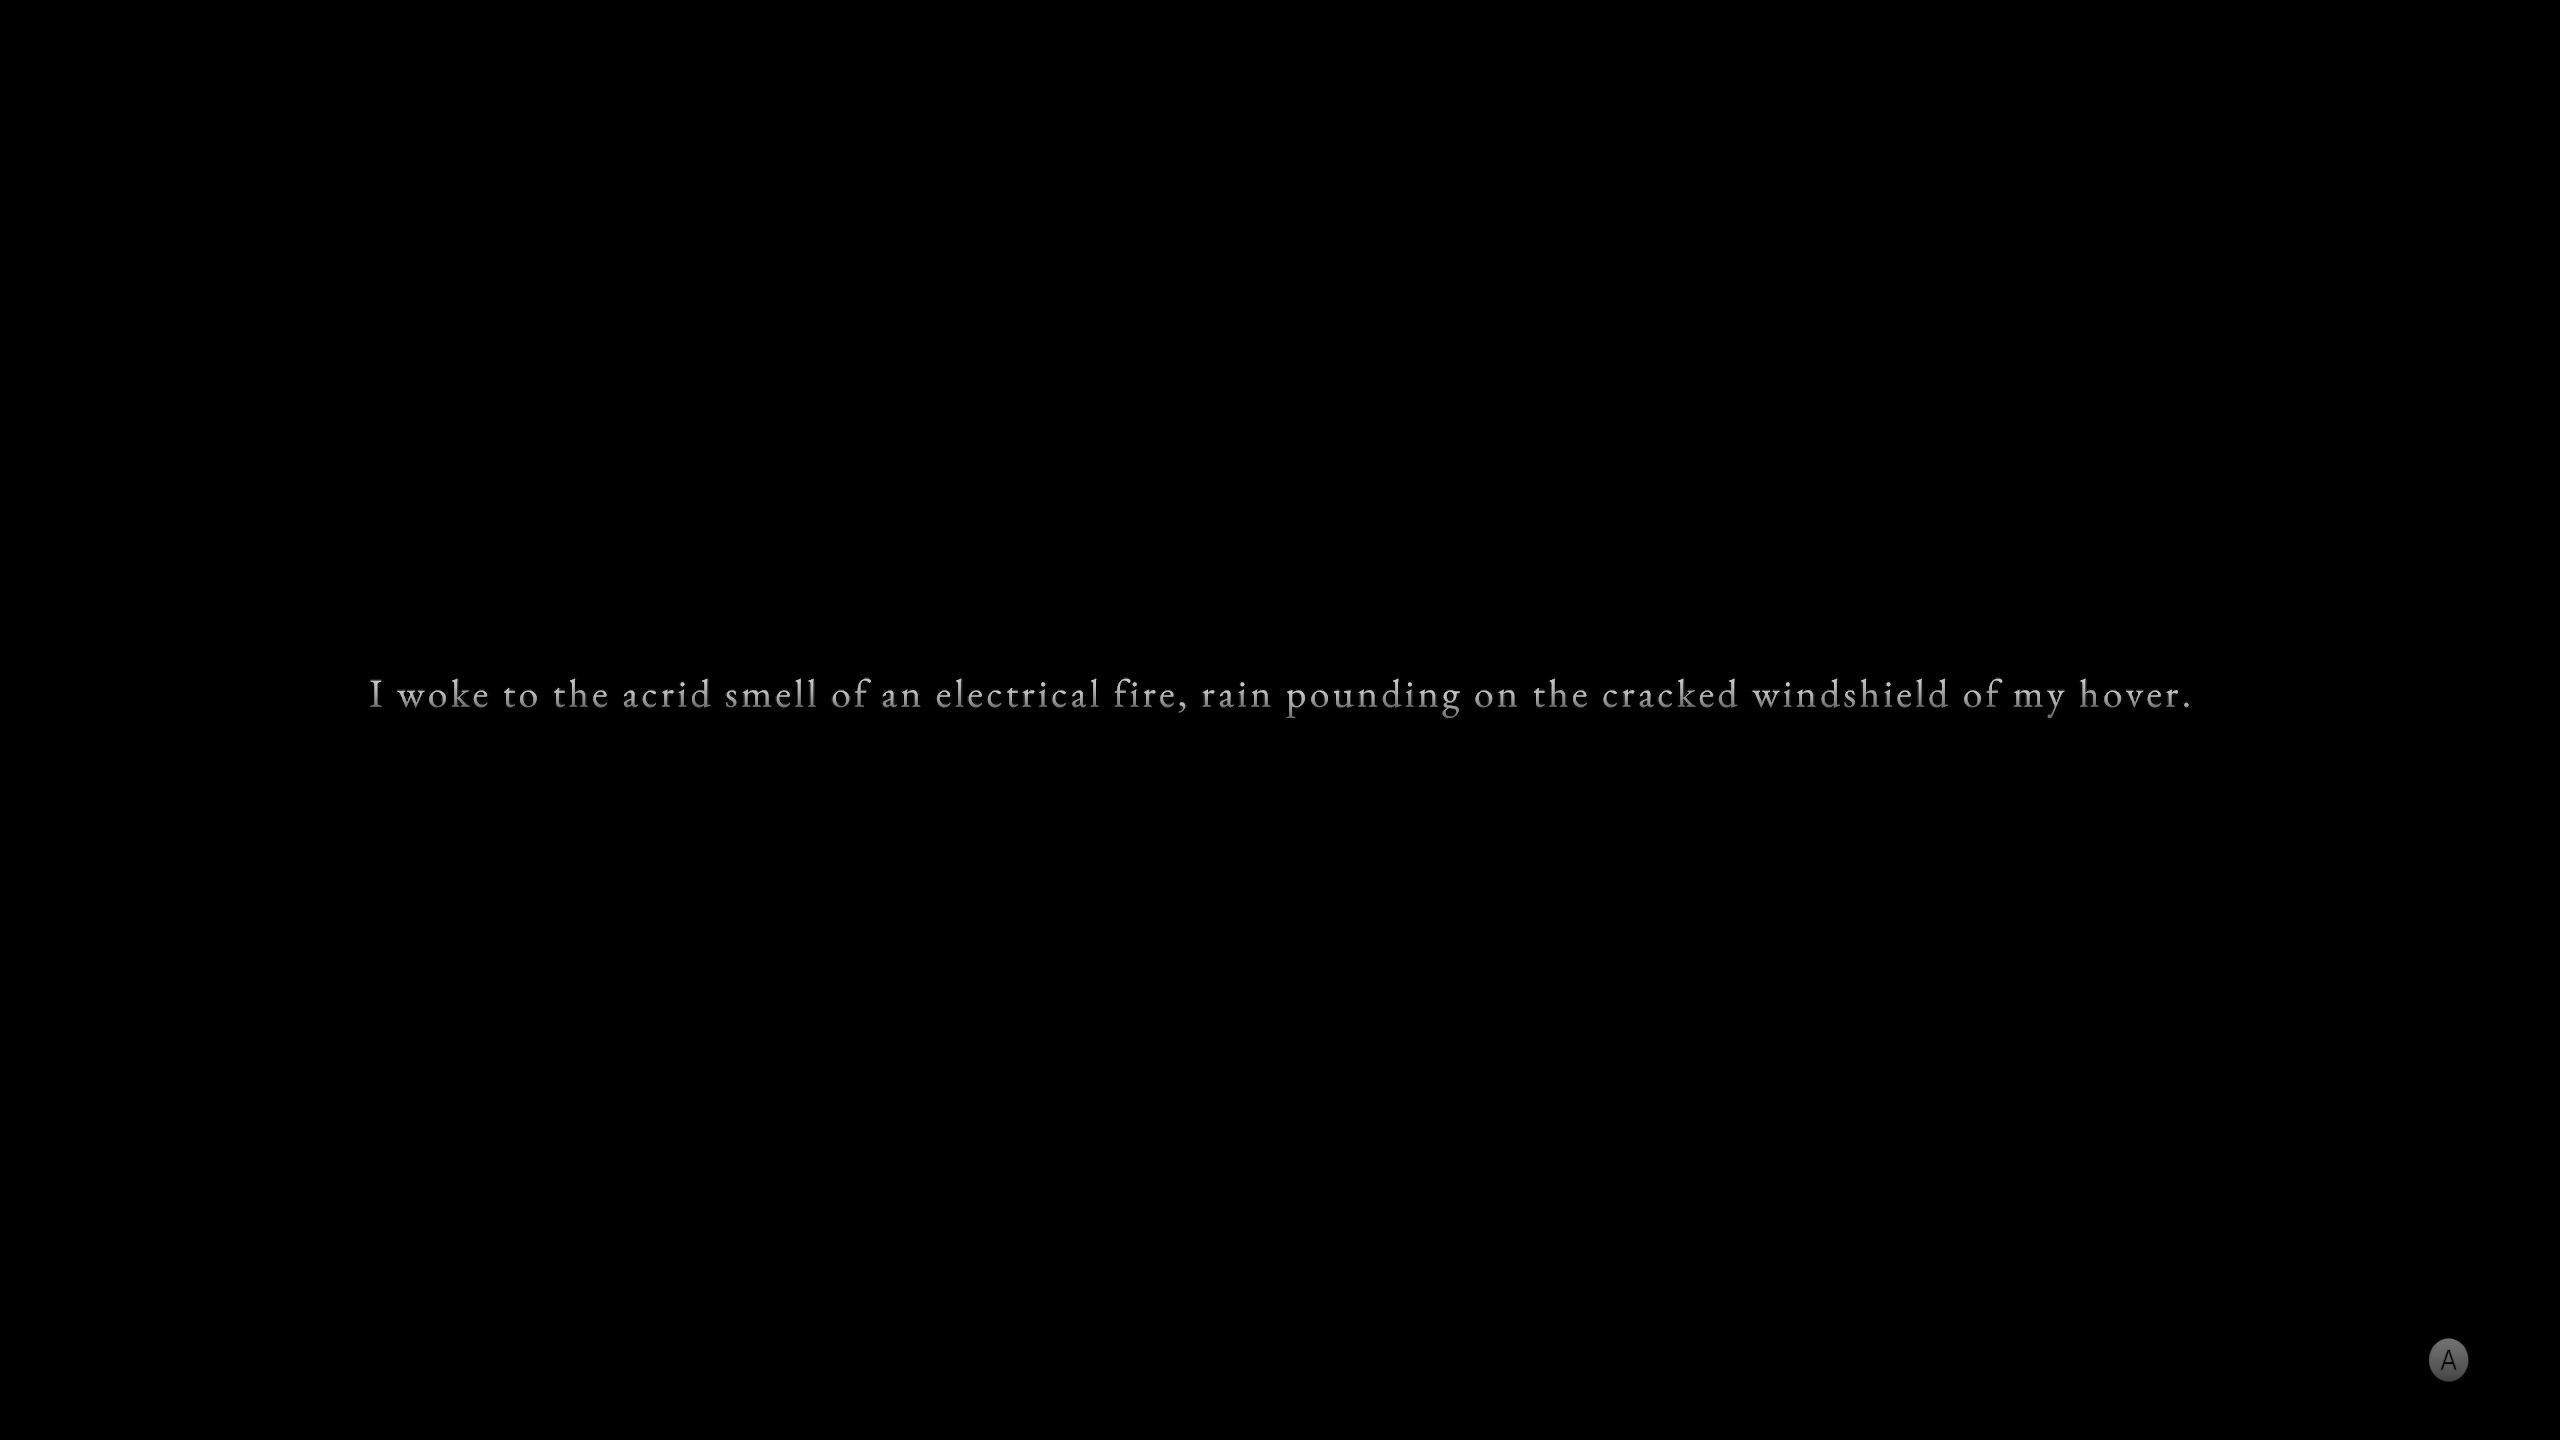 I woke to the acrid smell of an electrical fire, rain pounding on the cracked windshield of my hover.
A